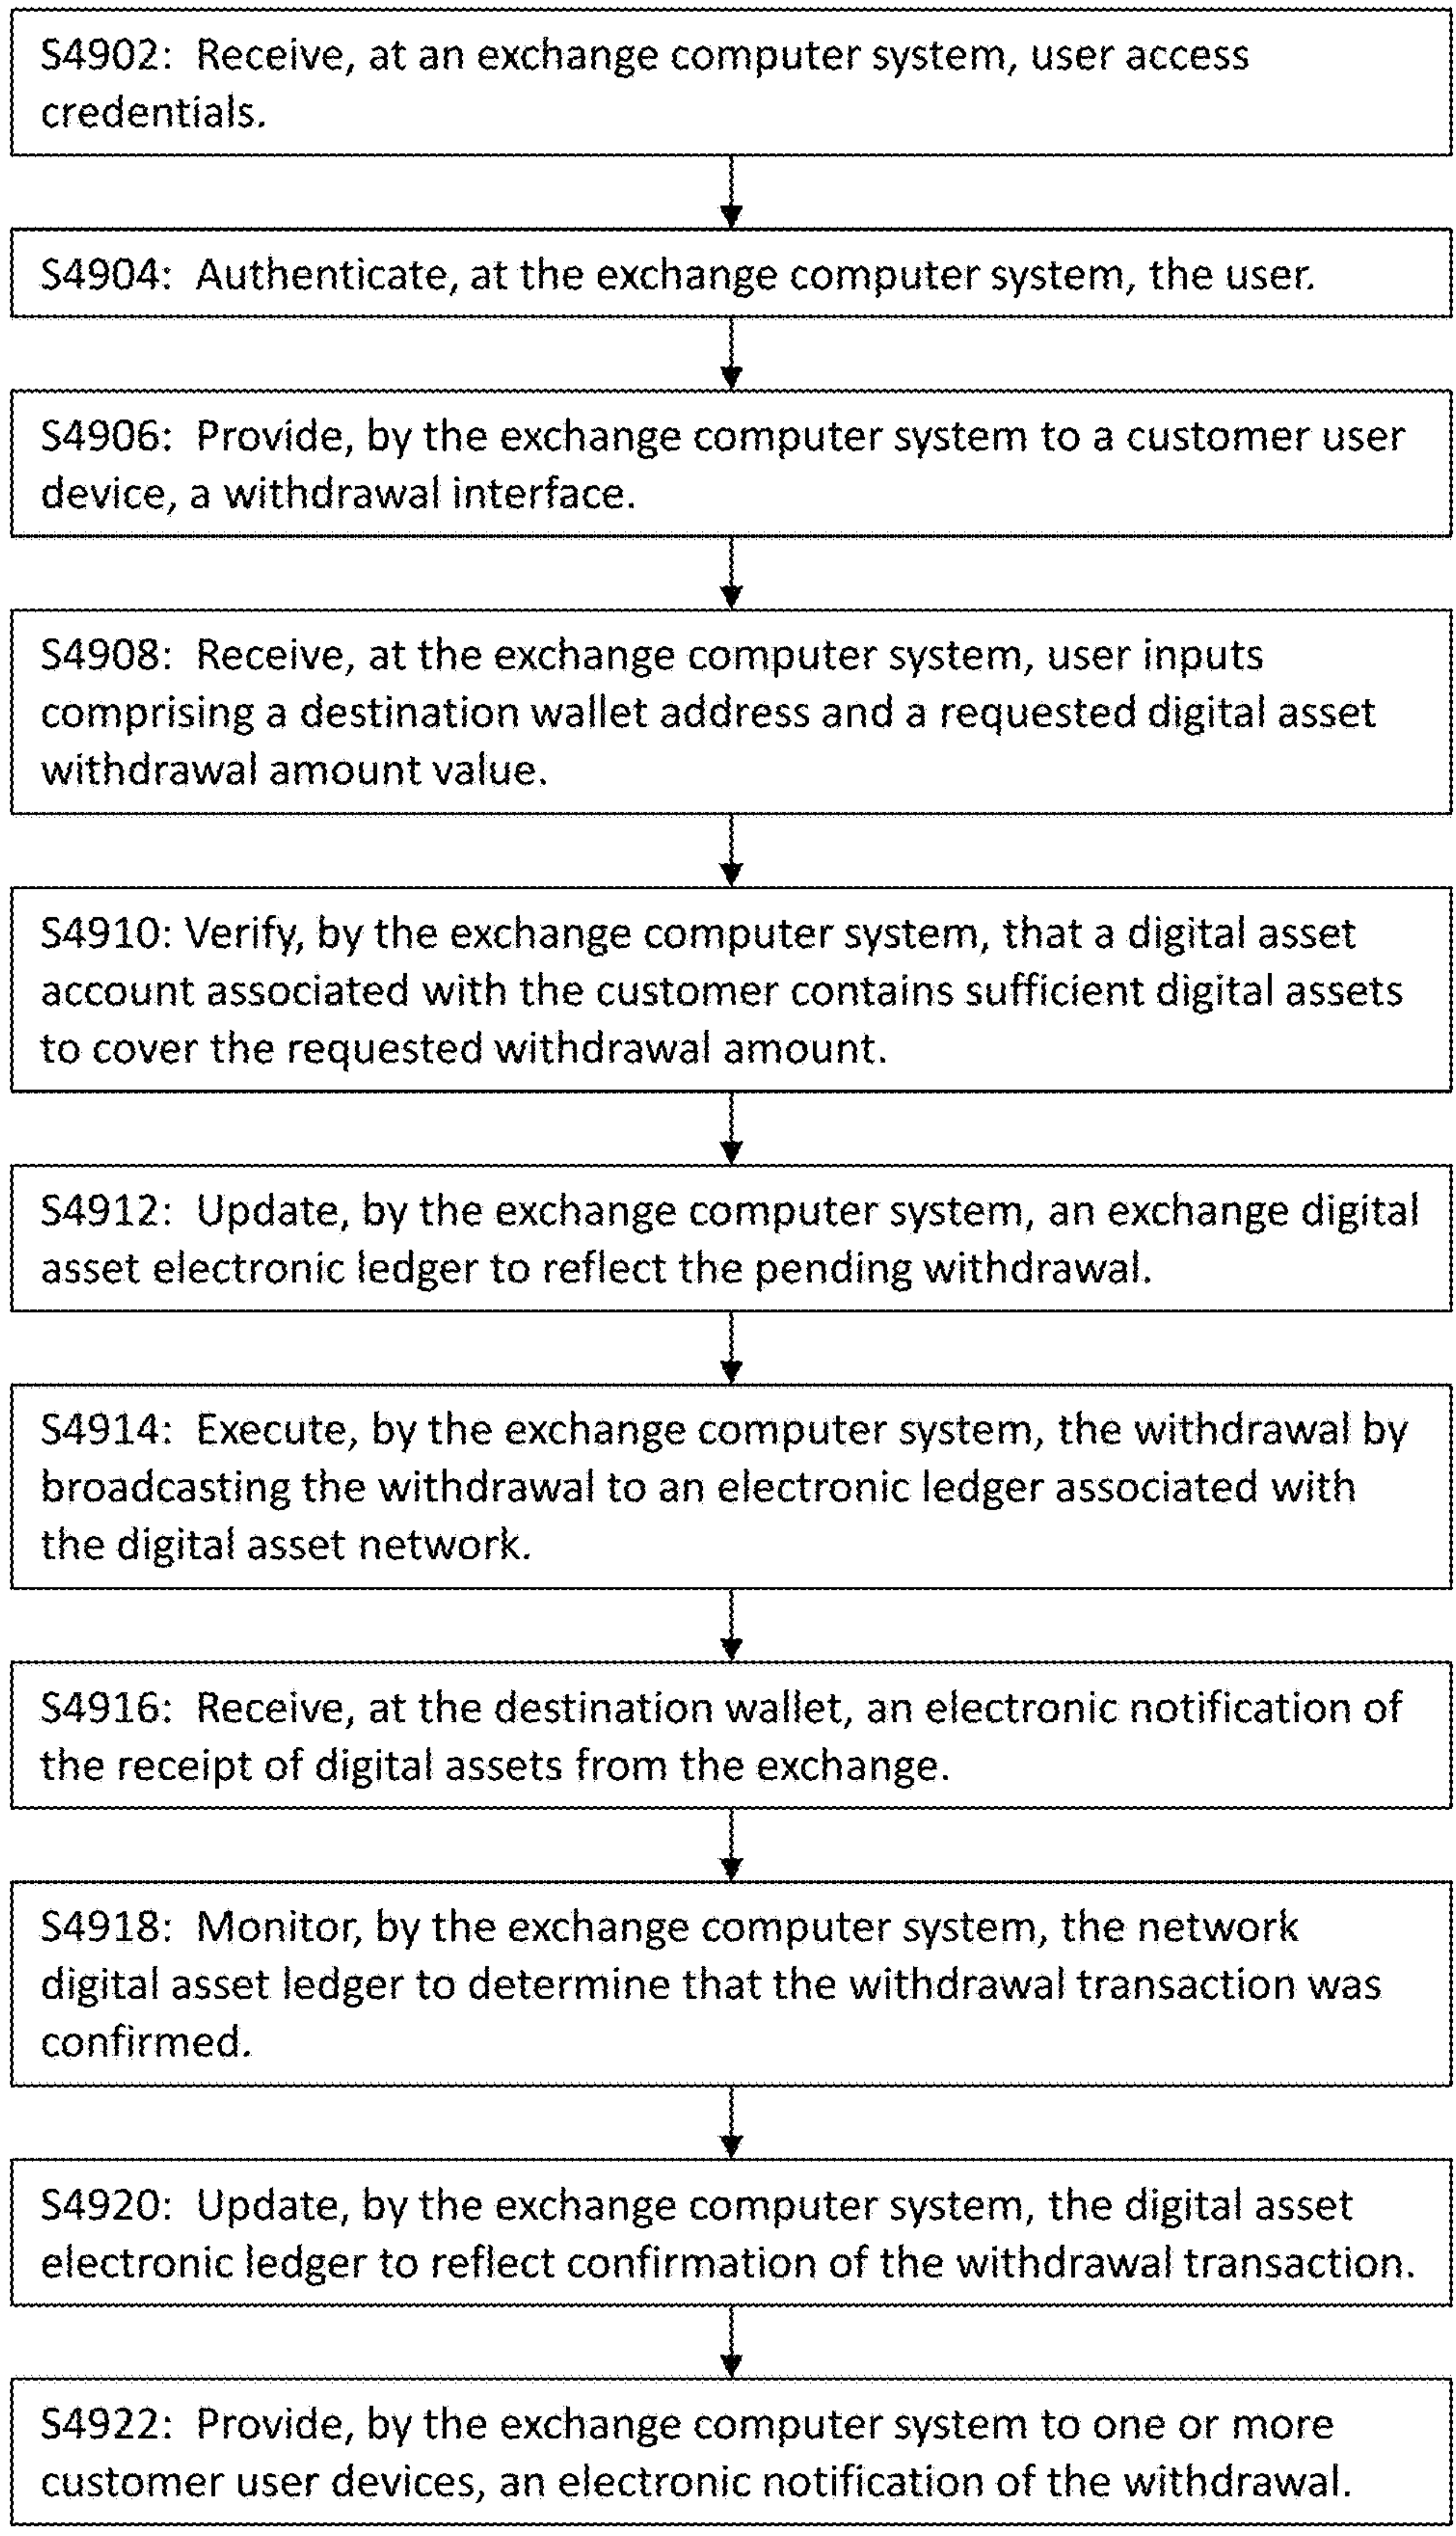 S4902:  Receive, at an exchange computer system, user access
credentials.
S4904:  Authenticate, at the exchange computer system, the user.
S4906:  Provide, by the exchange computer system to a customer user
device, a withdrawal interface.
S4908:  Receive, at the exchange computer system, user inputs
comprising a destination wallet address and a requested digital asset
withdrawal amount value.
S4910: Verify, by the exchange computer system, that a digital asset
account associated with the customer contains sufficient digital assets
to cover the requested withdrawal amount.
S4912:  Update, by the exchange computer system, an exchange digital
asset electronic ledger to reflect the pending withdrawal.
S4914:  Execute, by the exchange computer system, the withdrawal by
broadcasting the withdrawal to an electronic ledger associated with
the digital asset network.
S4916:  Receive, at the destination wallet, an electronic notification of
the receipt of digital assets from the exchange.
S4918:  Monitor, by the exchange computer system, the network
digital asset ledger to determine that the withdrawal transaction was
confirmed.
S4920:  Update, by the exchange computer system, the digital asset
electronic ledger to reflect confirmation of the withdrawal transaction.
S4922:  Provide, by the exchange computer system to one or more
customer user devices, an electronic notification of the withdrawal.